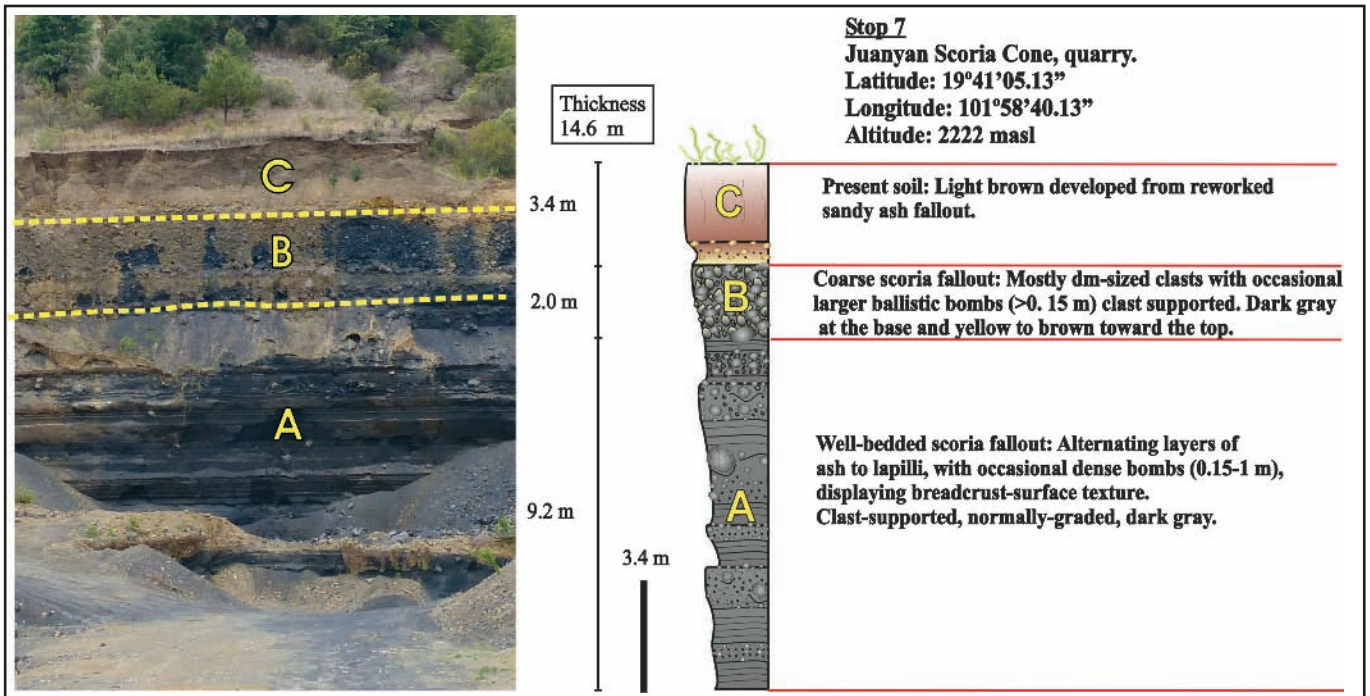 C
B
A
Thickness
14.6 m
3.4 m
2.0 m
9.2 m
3.4 m
C
B
A
Stop 7
Juanyan Scoria Cone, quarry.
Latitude: 19°41’05.13”
Longitude: 101°58’40.13”
Altitude: 2222 masl
Present soil: Light brown developed from reworked
sandy ash fallout.
Coarse scoria fallout: Mostly dm-sized clasts with occasional
larger ballistic bombs (>0. 15 m) clast supported. Dark gray
at the base and yellow to brown toward the top.
Well-bedded scoria fallout: Alternating layers of
ash to lapilli, with occasional dense bombs (0.15-1 m),
displaying breadcrust-surface texture.
Clast-supported, normally-graded, dark gray.